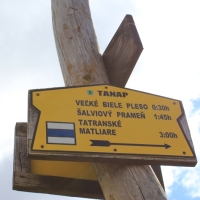 TANAP
VEĽKÉ BIELE PLESO 0:30h
ŠALVIOVÝ PRAMEŇ 1:45h
TATRANSKÉ
MATLIARE 3:00h